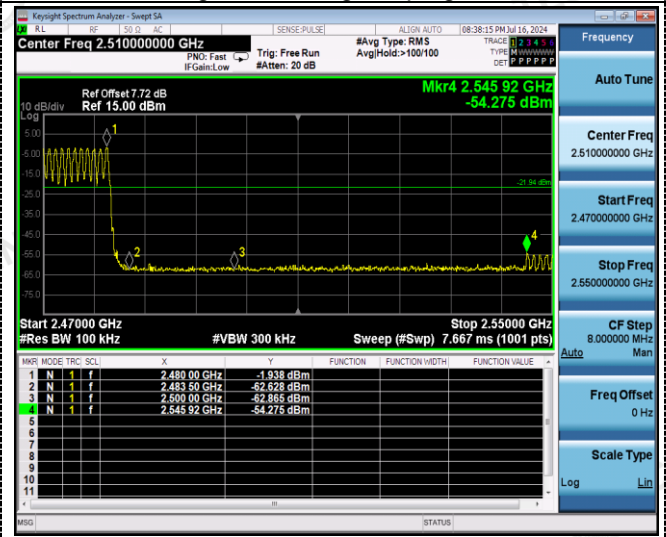 Keysight Spectrum Analyzer - Swept SA
RL RF 50 Ω AC SENSE:PULSE ALIGN AUTO 08:38:15 PM Jul 16, 2024
Center Freq 2.510000000 GHz
PNO: Fast
IFGain:Low
Trig: Free Run
#Atten: 20 dB
#Avg Type: RMS
Avg|Hold:>100/100
TRACE 1 2 3 4 5 6
TYPE M W W W W W
DET P P P P P P
Frequency
Mkr4 2.545 92 GHz
-54.275 dBm
Ref Offset 7.72 dB
Ref 15.00 dBm
10 dB/div
Log
5.00
-5.00
-15.0
-25.0
-35.0
-45.0
-55.0
-65.0
-75.0
1
2
3
4
-21.94 dBm
Start 2.47000 GHz Stop 2.55000 GHz
#Res BW 100 kHz #VBW 300 kHz Sweep (#Swp) 7.667 ms (1001 pts)
MKR MODE TRC SCL X Y FUNCTION FUNCTION WIDTH FUNCTION VALUE
1 N 1 f 2.480 00 GHz -1.938 dBm
2 N 1 f 2.483 50 GHz -62.628 dBm
3 N 1 f 2.500 00 GHz -62.865 dBm
4 N 1 f 2.545 92 GHz -54.275 dBm
5
6
7
8
9
10
11
MSG STATUS
Auto Tune
Center Freq
2.510000000 GHz
Start Freq
2.470000000 GHz
Stop Freq
2.550000000 GHz
CF Step
8.000000 MHz
Auto Man
Freq Offset
0 Hz
Scale Type
Log Lin